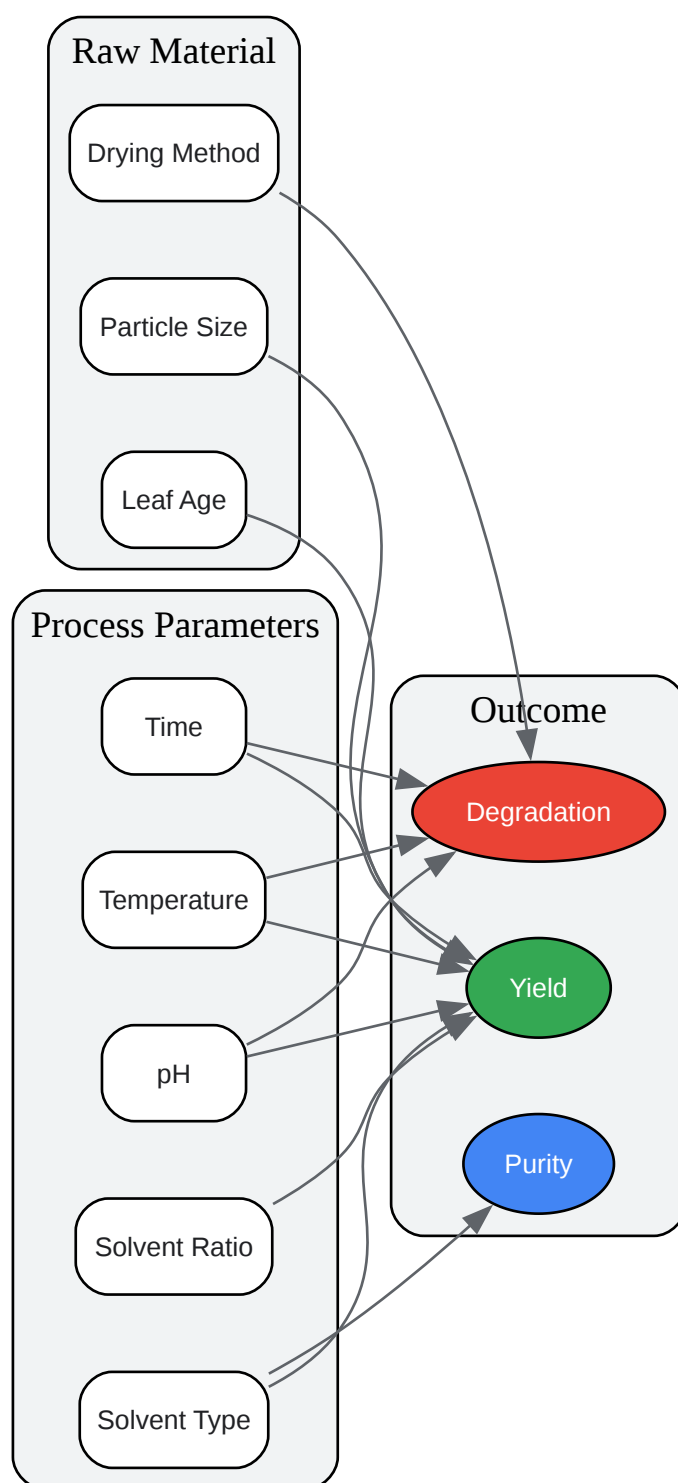 Raw Material
Drying Method
Particle Size
Leaf Age
Process Parameters
Time
Temperature
pH
Solvent Ratio
Solvent Type
Outcome
Degradation
Yield
Purity